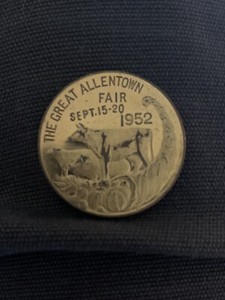 THE GREAT ALLENTOWN
FAIR
SEPT. 15-20
1952